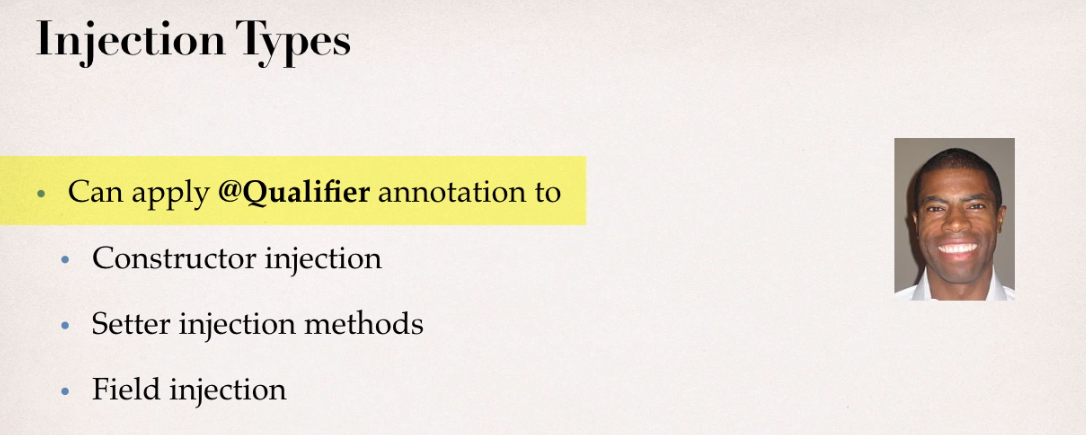 Injection Types
• Can apply @Qualifier annotation to
• Constructor injection
• Setter injection methods
• Field injection